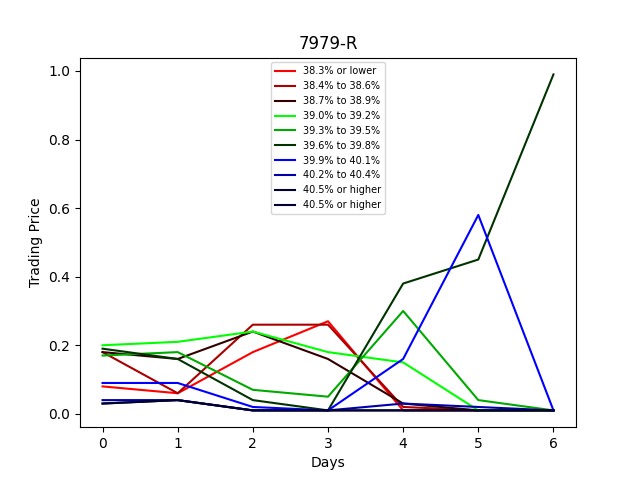 7979-R
38.3% or lower
38.4% to 38.6%
38.7% to 38.9%
39.0% to 39.2%
39.3% to 39.5%
39.6% to 39.8%
39.9% to 40.1%
40.2% to 40.4%
40.5% or higher
40.5% or higher
1.0
0.8
0.6
0.4
0.2
0.0
Trading Price
0 1 2 3 4 5 6
Days